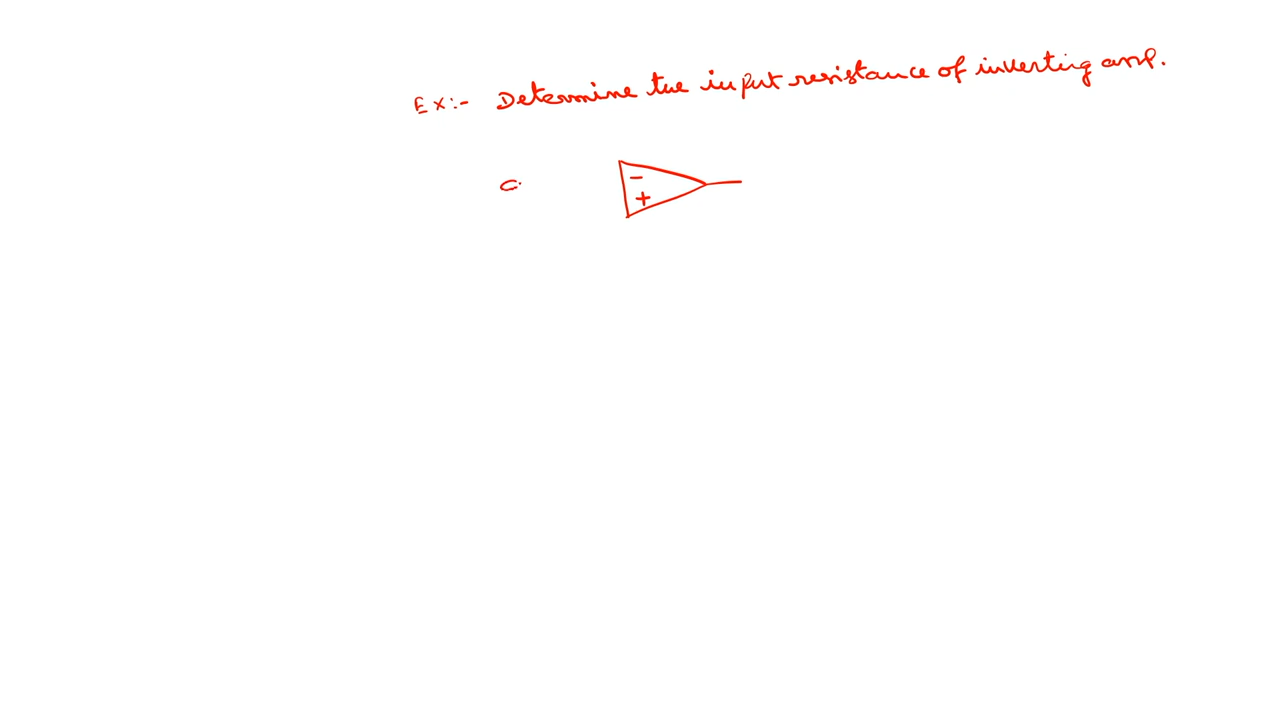 Ex:- Determine the input resistance of inverting amp.
-
+